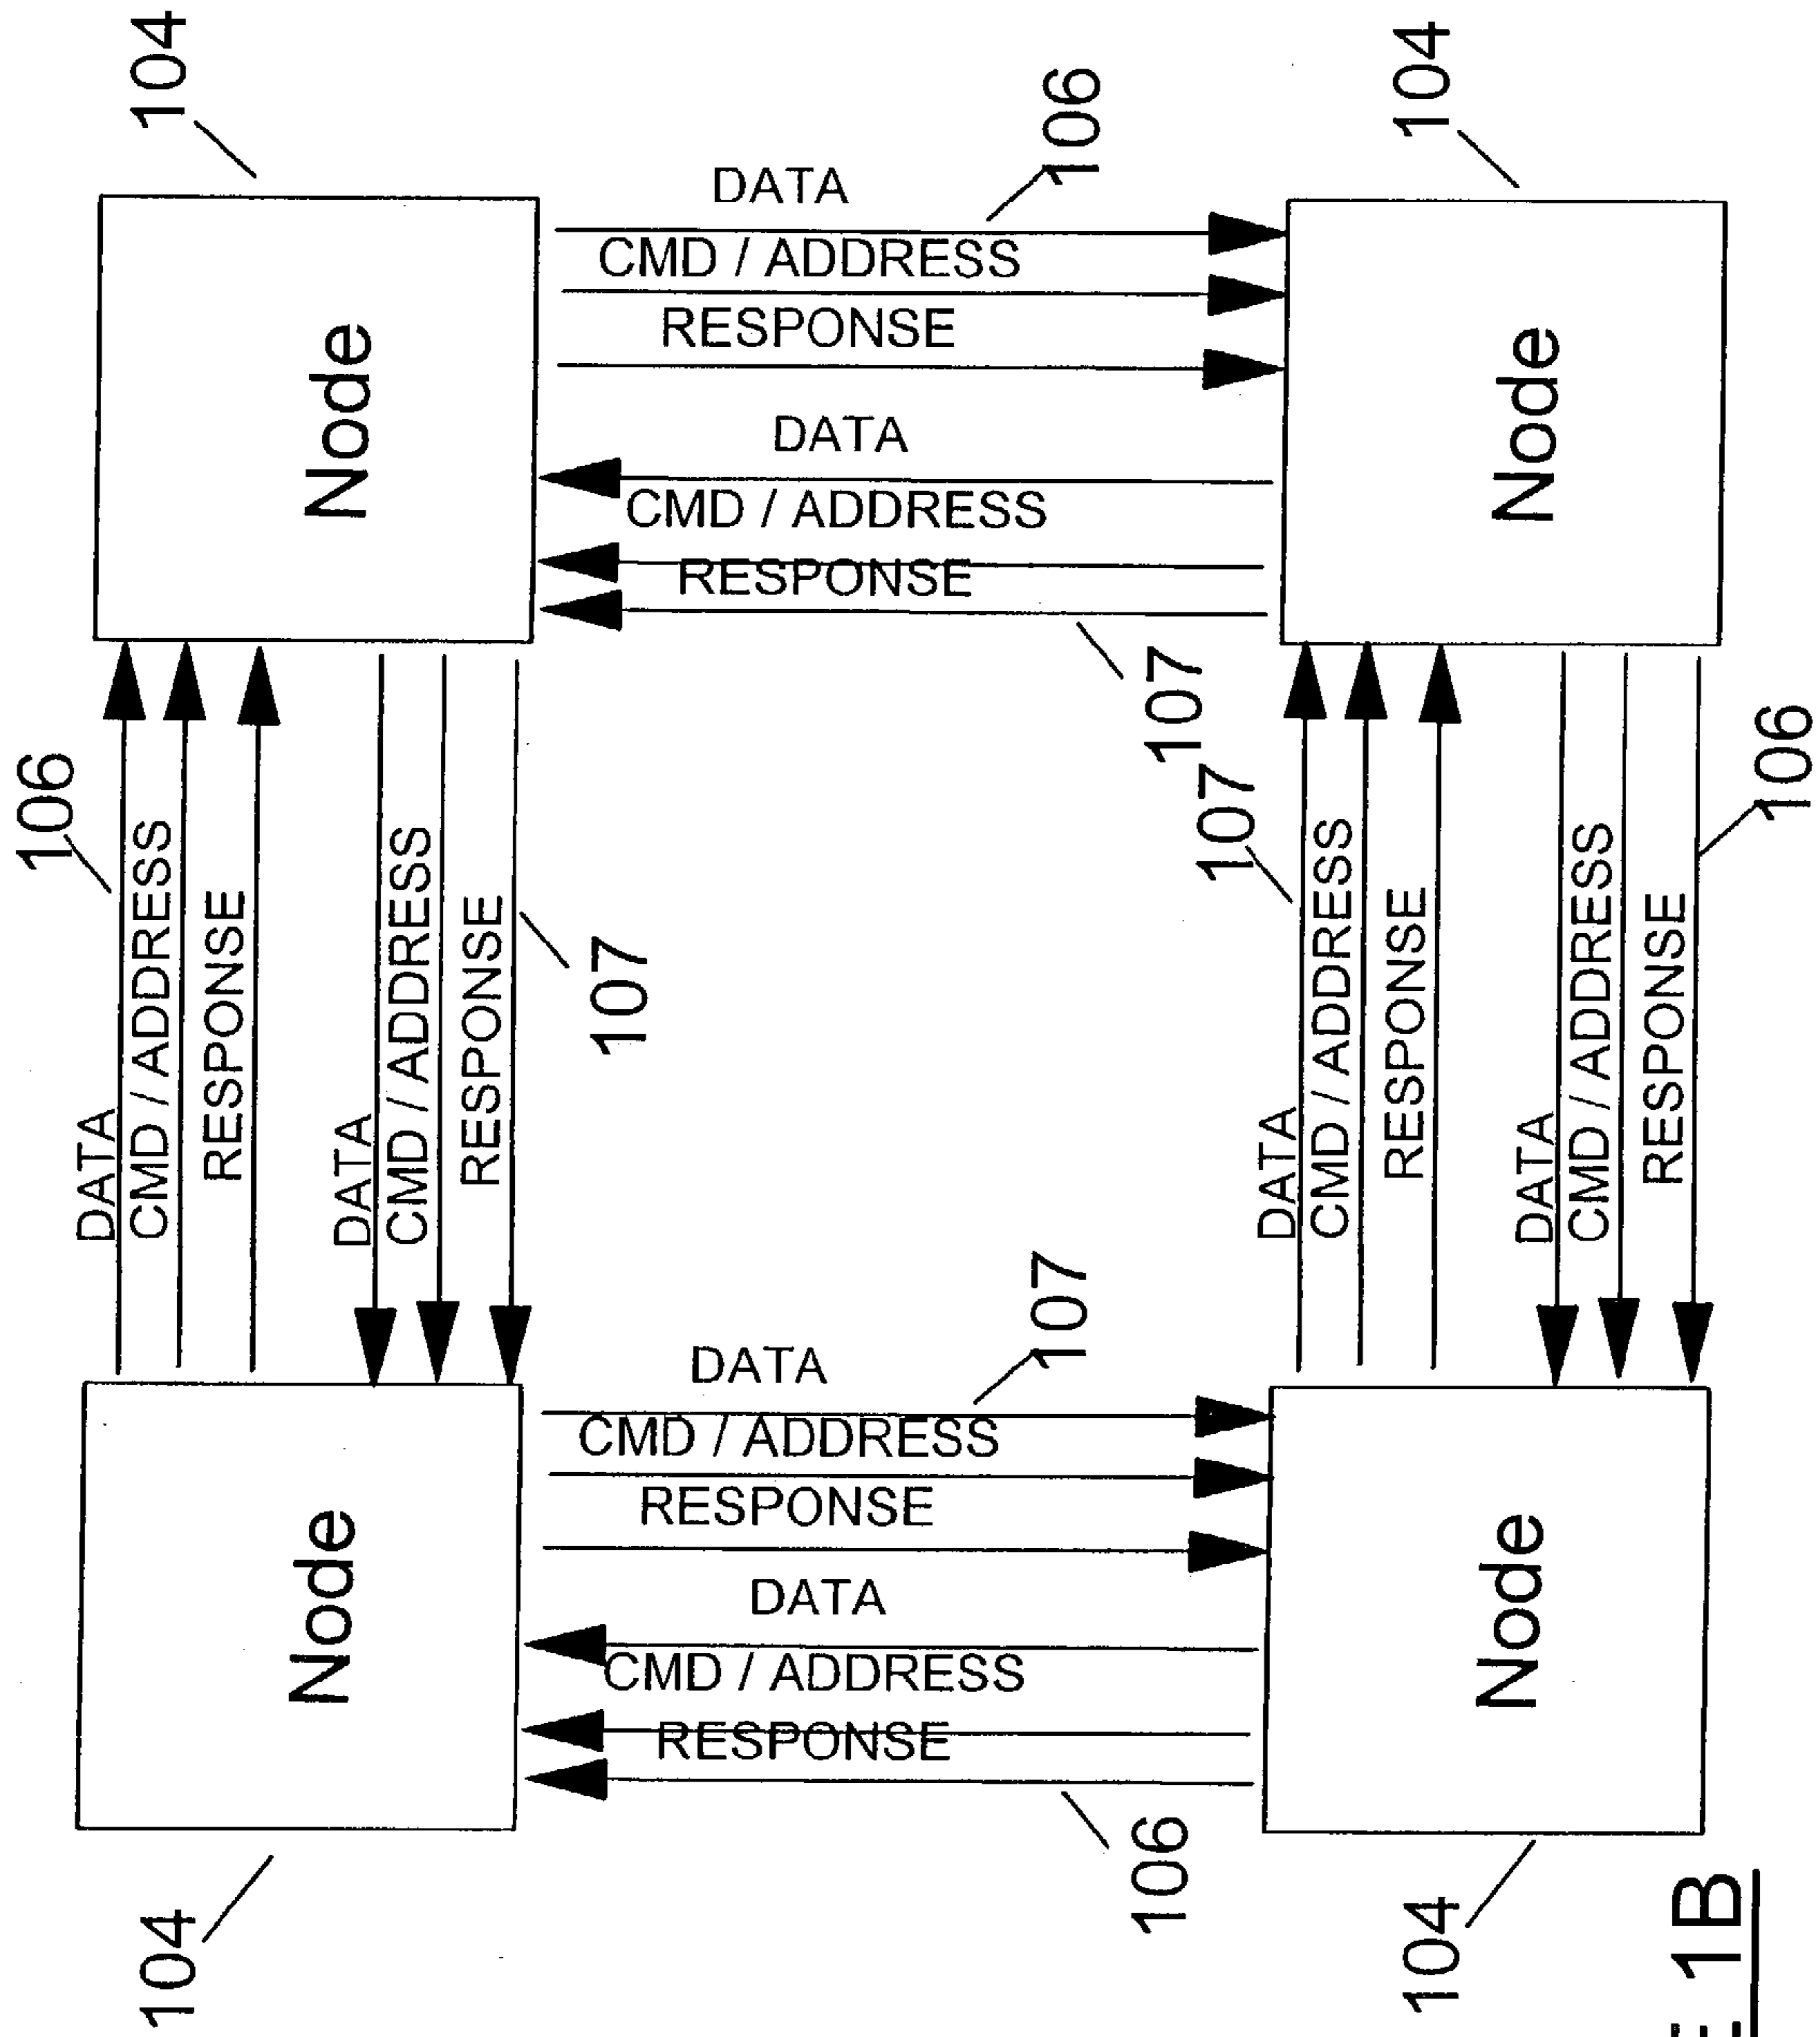 104
104
Node
Node
106
DATA
CMD / ADDRESS
RESPONSE
DATA
CMD / ADDRESS
RESPONSE
107
106
DATA
CMD / ADDRESS
RESPONSE
DATA
CMD / ADDRESS
RESPONSE
107
107
DATA
CMD / ADDRESS
RESPONSE
DATA
CMD / ADDRESS
RESPONSE
106
107
DATA
CMD / ADDRESS
RESPONSE
DATA
CMD / ADDRESS
RESPONSE
106
Node
Node
104
104
1B